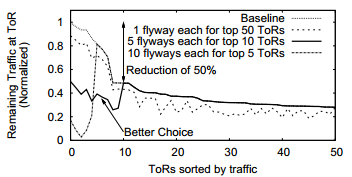 Remaining Traffic at ToR
(Normalized)
1
0.8
0.6
0.4
0.2
0
Baseline
1 flyway each for top 50 ToRs
5 flyways each for top 10 ToRs
10 flyways each for top 5 ToRs
Reduction of 50%
Better Choice
0 10 20 30 40 50
ToRs sorted by traffic